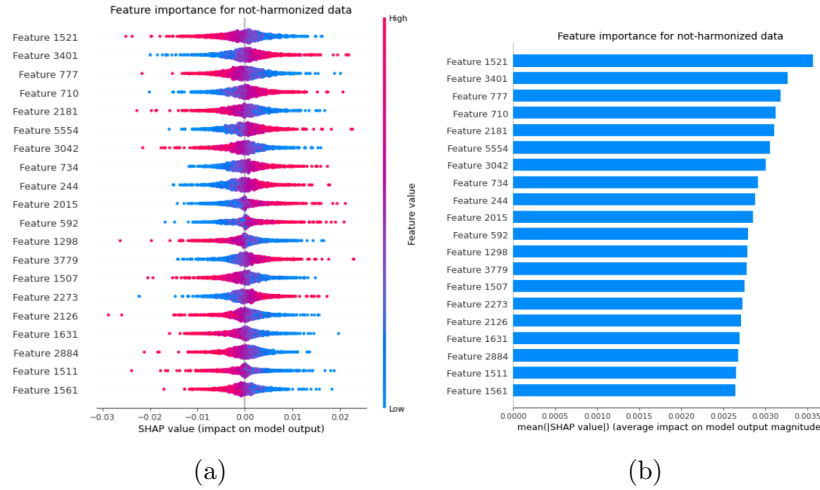 Feature importance for not-harmonized data
High
Feature 1521
Feature 3401
Feature 777
Feature 710
Feature 2181
Feature 5554
Feature 3042
Feature 734
Feature 244
Feature 2015
Feature 592
Feature 1298
Feature 3779
Feature 1507
Feature 2273
Feature 2126
Feature 1631
Feature 2884
Feature 1511
Feature 1561
Feature value
Low
−0.03 −0.02 −0.01 0.00 0.01 0.02
SHAP value (impact on model output)
(a)
Feature importance for not-harmonized data
Feature 1521
Feature 3401
Feature 777
Feature 710
Feature 2181
Feature 5554
Feature 3042
Feature 734
Feature 244
Feature 2015
Feature 592
Feature 1298
Feature 3779
Feature 1507
Feature 2273
Feature 2126
Feature 1631
Feature 2884
Feature 1511
Feature 1561
0.0000 0.0005 0.0010 0.0015 0.0020 0.0025 0.0030 0.0035
mean(|SHAP value|) (average impact on model output magnitude
(b)